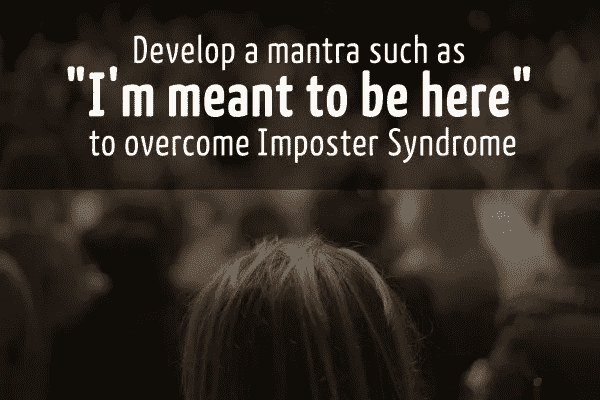 Develop a mantra such as
"I'm meant to be here"
to overcome Imposter Syndrome